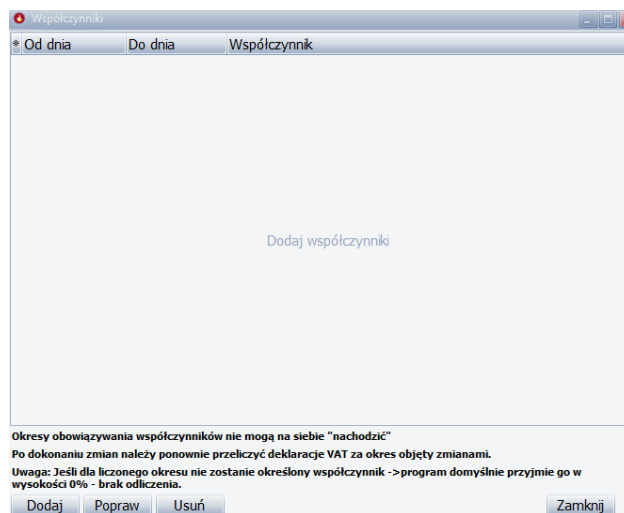 Współczynniki
* Od dnia Do dnia Współczynnik
Dodaj współczynniki
Okresy obowiązywania współczynników nie mogą na siebie "nachodzić"
Po dokonaniu zmian należy ponownie przeliczyć deklaracje VAT za okres objęty zmianami.
Uwaga: Jeśli dla liczonego okresu nie zostanie określony współczynnik ->program domyślnie przyjmie go w
wysokości 0% - brak odliczenia.
Dodaj Popraw Usuń Zamknij